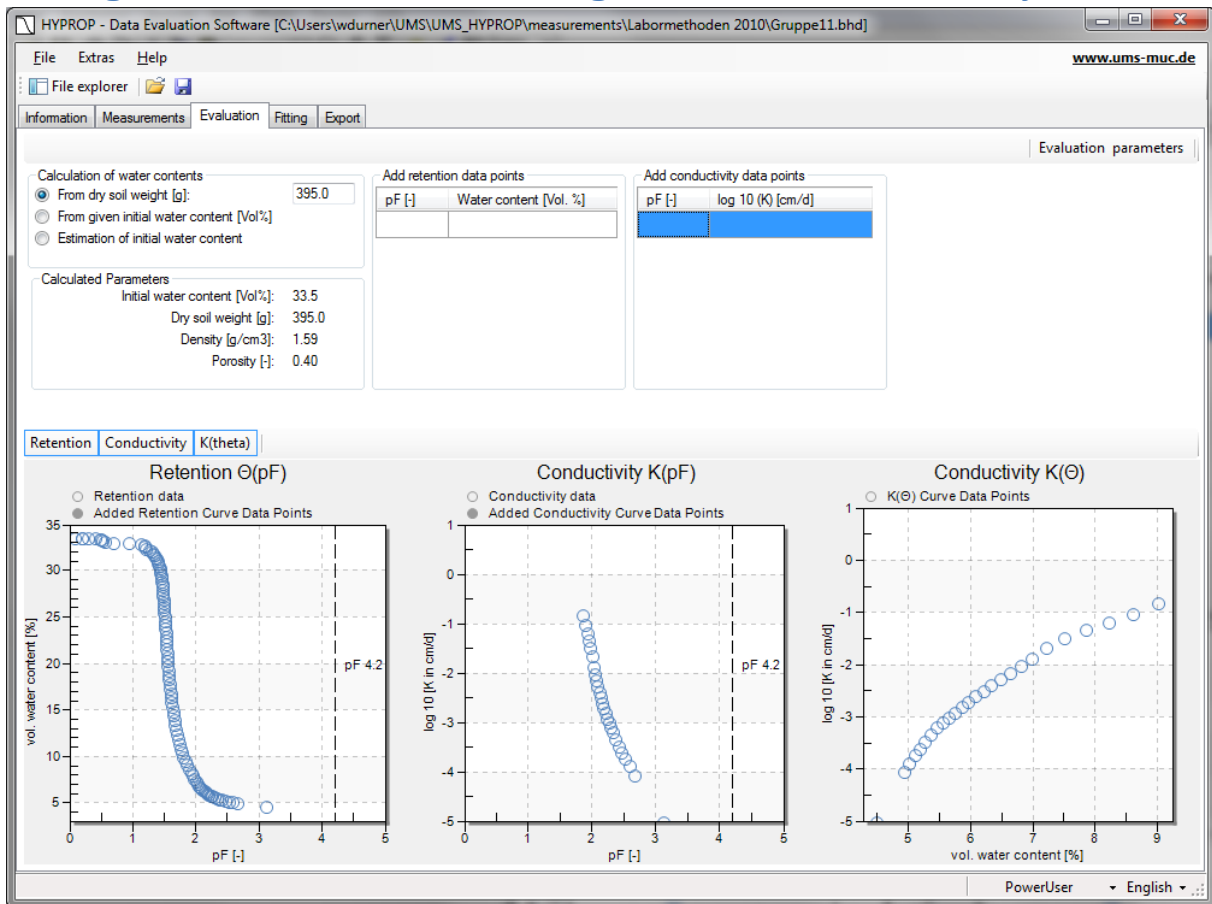 HYPROP - Data Evaluation Software [C:\Users\wdurner\UMS\UMS_HYPROP\measurements\Labormethoden 2010\Gruppe11.bhd]
File Extras Help www.ums-muc.de
File explorer
Information Measurements Evaluation Fitting Export
Evaluation parameters
Calculation of water contents
From dry soil weight [g]: 395.0
From given initial water content [Vol%]
Estimation of initial water content
Calculated Parameters
Initial water content [Vol%]: 33.5
Dry soil weight [g]: 395.0
Density [g/cm3]: 1.59
Porosity [-]: 0.40
Add retention data points
pF [-] Water content [Vol. %]
Add conductivity data points
pF [-] log 10 (K) [cm/d]
Retention Conductivity K(theta)
Retention Θ(pF)
Retention data
Added Retention Curve Data Points
35
30
25
20
15
10
5
vol. water content [%]
pF 4.2
0 1 2 3 4 5
pF [-]
Conductivity K(pF)
Conductivity data
Added Conductivity Curve Data Points
1
0
-1
-2
-3
-4
-5
log 10 [K in cm/d]
pF 4.2
0 1 2 3 4 5
pF [-]
Conductivity K(Θ)
K(Θ) Curve Data Points
1
0
-1
-2
-3
-4
-5
log 10 [K in cm/d]
5 6 7 8 9
vol. water content [%]
PowerUser English